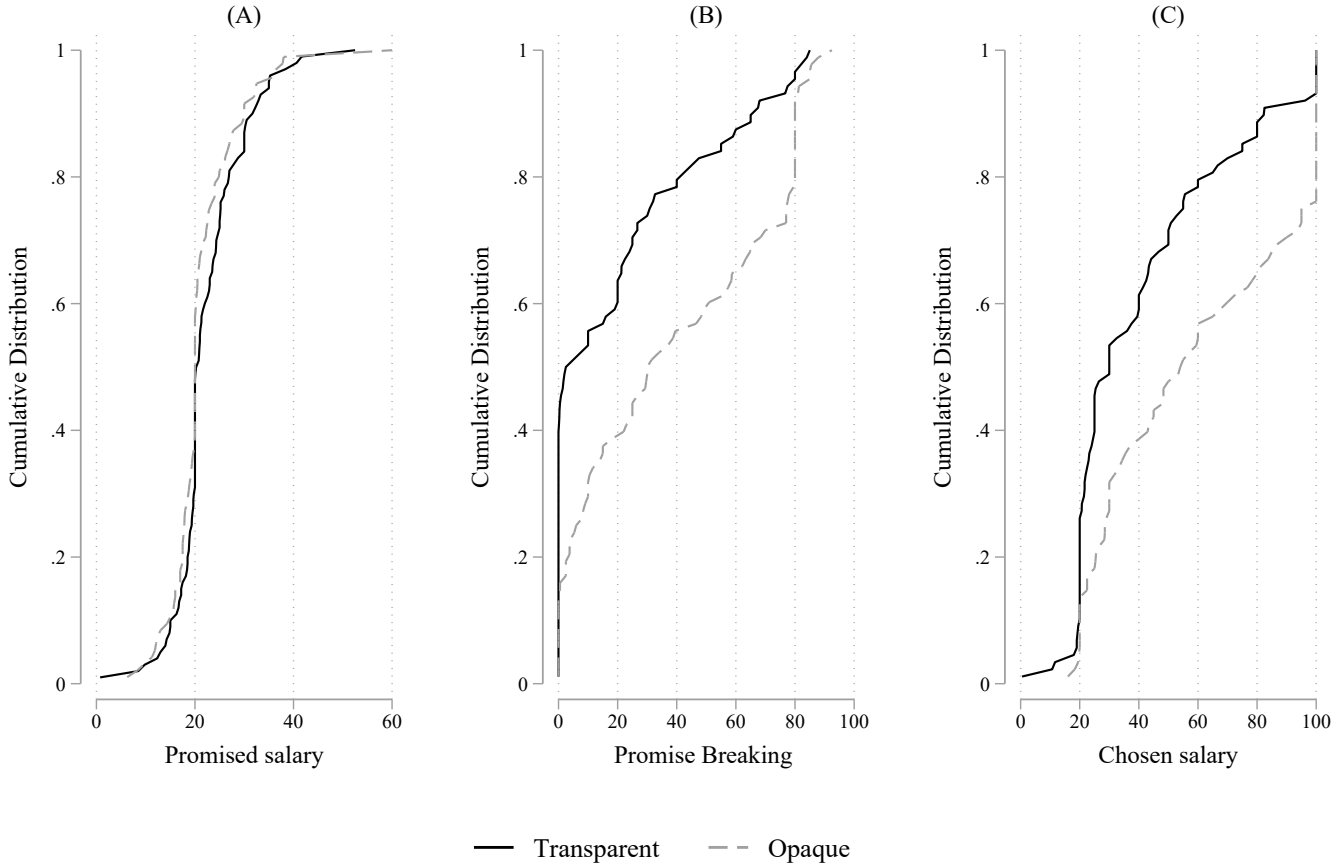 (A)
Cumulative Distribution
1
.8
.6
.4
.2
0
0 20 40 60
Promised salary
(B)
Cumulative Distribution
1
.8
.6
.4
.2
0
0 20 40 60 80 100
Promise Breaking
(C)
Cumulative Distribution
1
.8
.6
.4
.2
0
0 20 40 60 80 100
Chosen salary
Transparent Opaque